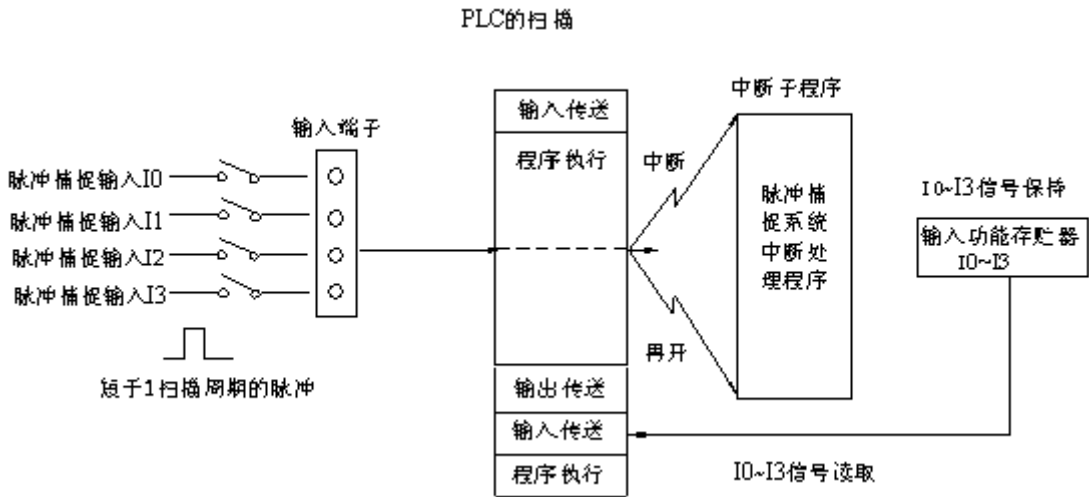 PLC的扫描
输入端子
脉冲捕捉输入I0
脉冲捕捉输入I1
脉冲捕捉输入I2
脉冲捕捉输入I3
短于1扫描周期的脉冲
输入传送
程序执行
输出传送
输入传送
程序执行
中断
再开
中断子程序
脉冲捕
捉系统
中断处
理程序
I0~I3信号保持
输入功能存贮器
I0~I3
I0~I3信号读取